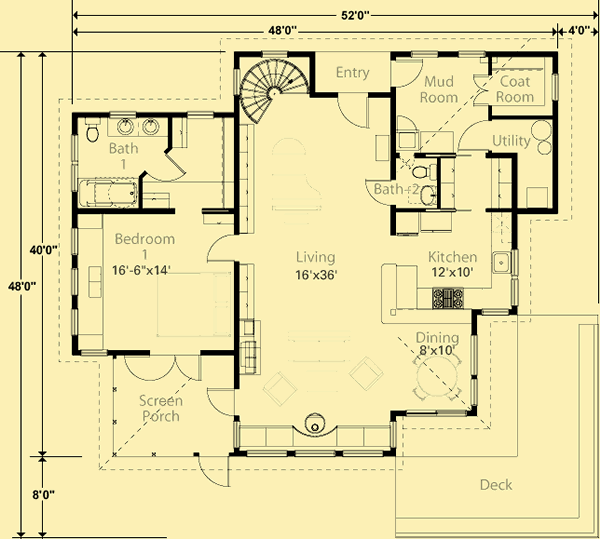 52'0"
48'0"
4'0"
Entry
Mud
Room
Coat
Room
Utility
Bath
1
Bath 2
Bedroom
1
16'-6"x14'
Living
16'x36'
Kitchen
12'x10'
Dining
8'x10'
40'0"
48'0"
Screen
Porch
Deck
8'0"